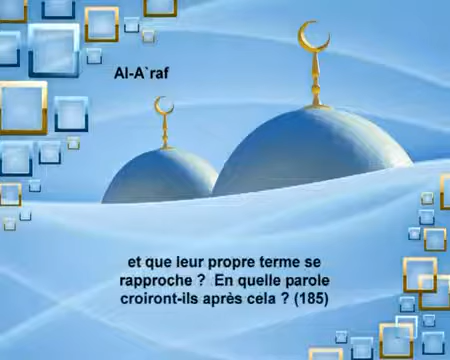 Al-A`raf
et que leur propre terme se
rapproche ? En quelle parole
croiront-ils après cela ? (185)